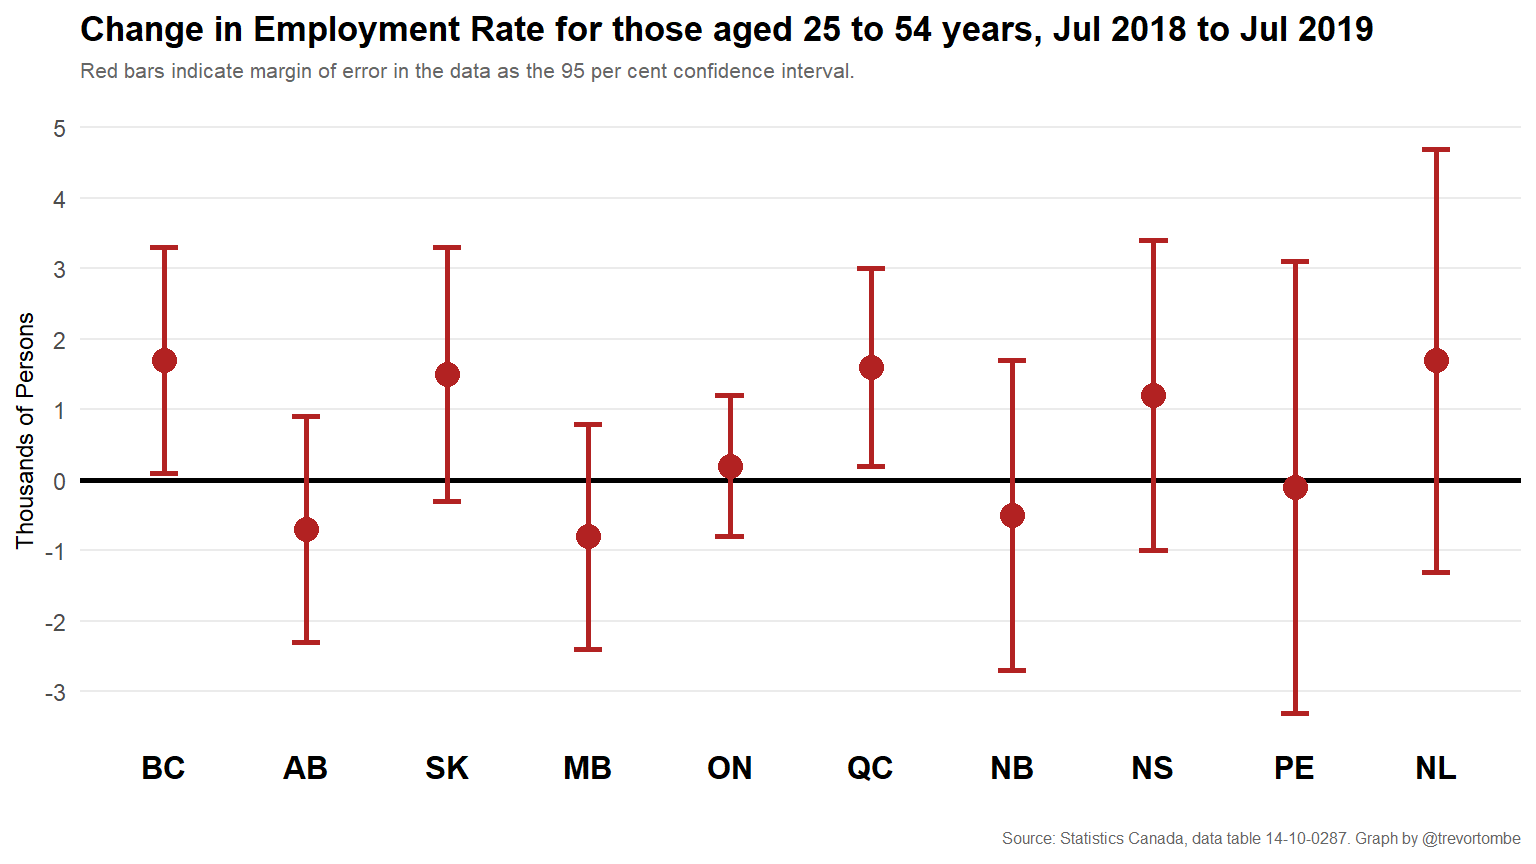 Change in Employment Rate for those aged 25 to 54 years, Jul 2018 to Jul 2019
Red bars indicate margin of error in the data as the 95 per cent confidence interval.
Thousands of Persons
5
4
3
2
1
0
-1
-2
-3
BC AB SK MB ON QC NB NS PE NL
Source: Statistics Canada, data table 14-10-0287. Graph by @trevortombe